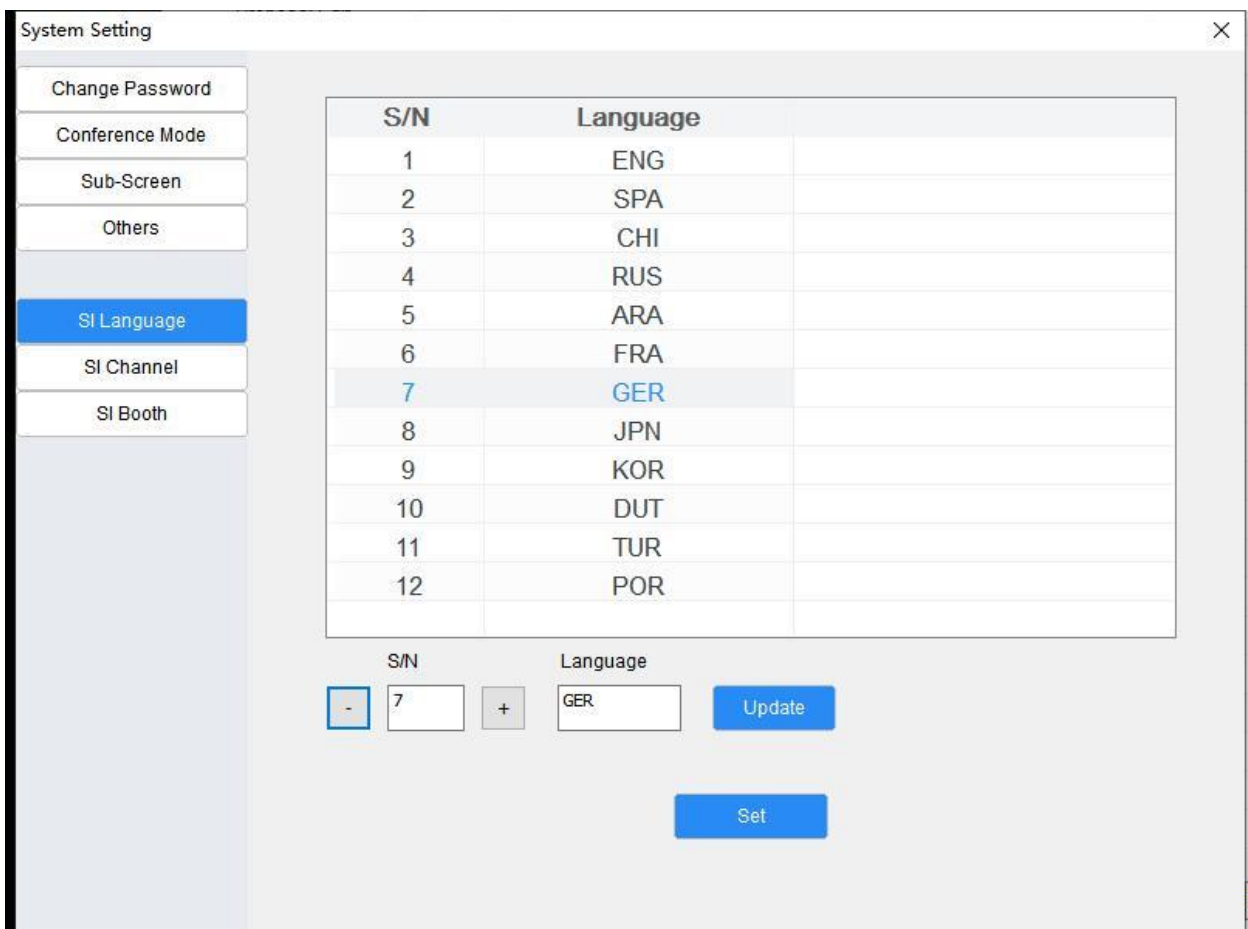 System Setting
Change Password
Conference Mode
Sub-Screen
Others
SI Language
SI Channel
SI Booth
S/N Language
1 ENG
2 SPA
3 CHI
4 RUS
5 ARA
6 FRA
7 GER
8 JPN
9 KOR
10 DUT
11 TUR
12 POR
S/N Language
- 7 + GER Update
Set